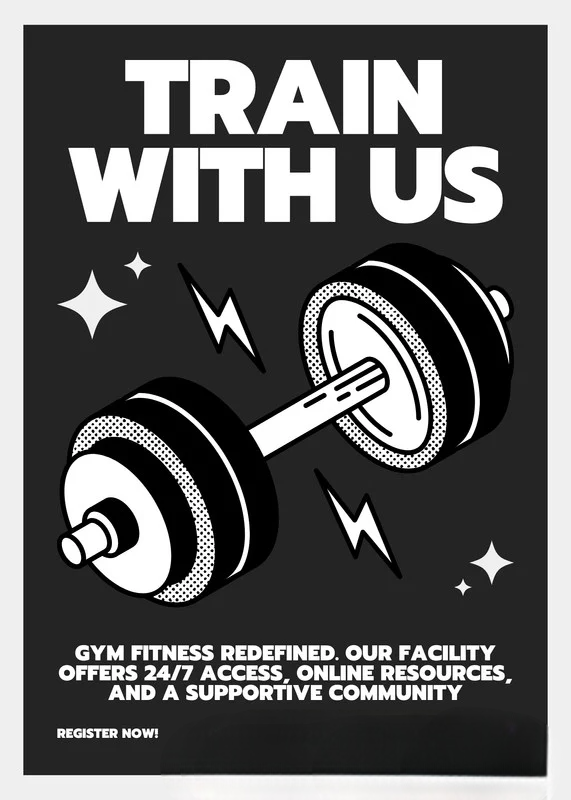 TRAIN
WITH US
GYM FITNESS REDEFINED. OUR FACILITY
OFFERS 24/7 ACCESS, ONLINE RESOURCES,
AND A SUPPORTIVE COMMUNITY
REGISTER NOW!